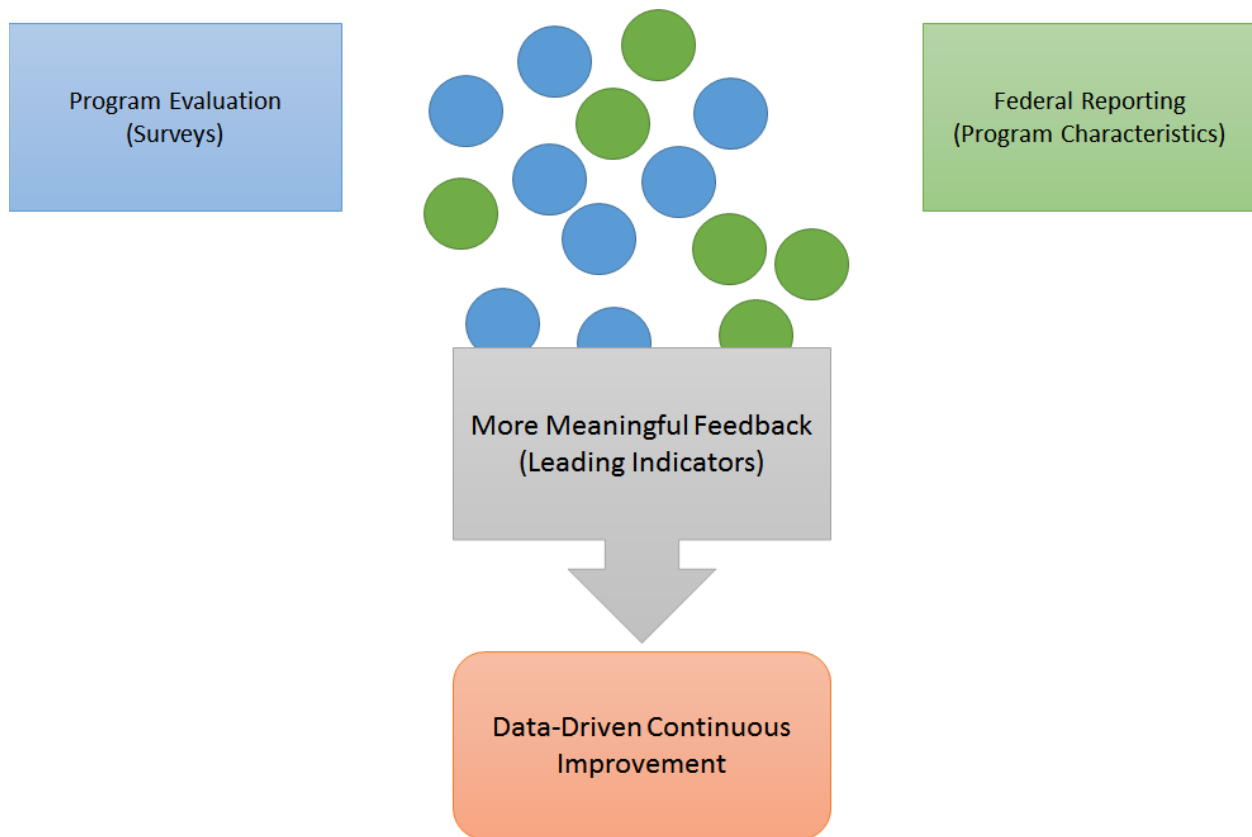 Program Evaluation
(Surveys)
Federal Reporting
(Program Characteristics)
More Meaningful Feedback
(Leading Indicators)
Data-Driven Continuous
Improvement